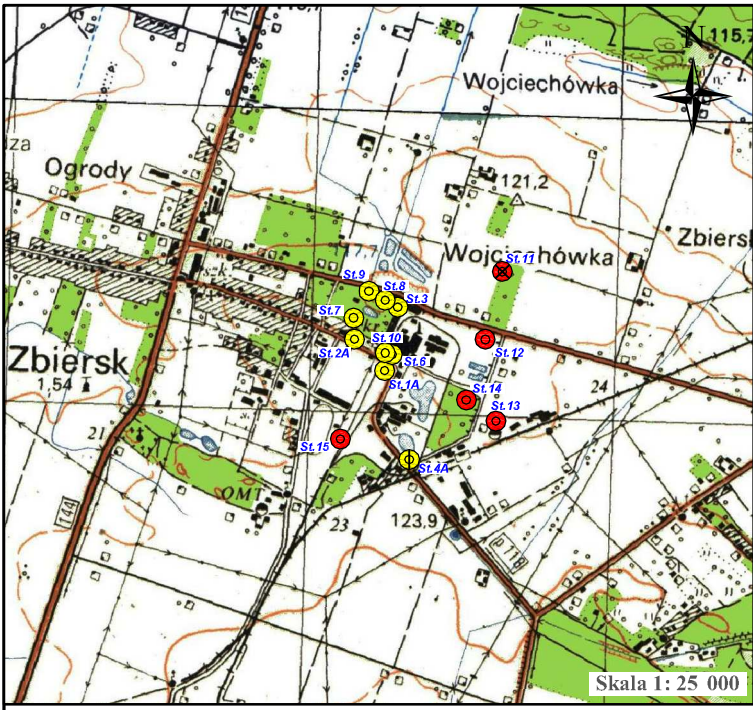 115,7
N
Wojciechówka
Ogrody
121,2
Wojciechówka
St.11
Zbiersk
szk.
St.9
St.8
St.3
St.7
St.10
St.2A
St.6
St.12
St.1A
Zbiersk
1,54
24
St.14
St.13
21
St.15
St.4A
OMT
144
23
123,9
Skala 1: 25 000